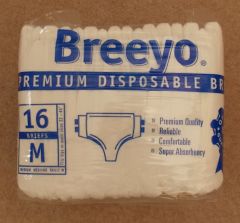 Breeyo®
PREMIUM DISPOSABLE BR
16
BRIEFS
M
Premium Quality
Reliable
Comfortable
Super Absorbency